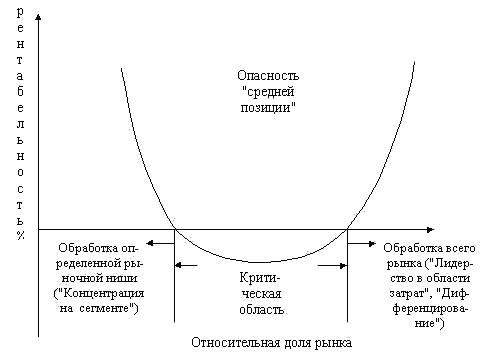 рентабельность%
Опасность
"средней
позиции"
Обработка оп-
ределенной ры-
ночной ниши
("Концентрация
на сегменте")
Крити-
ческая
область
Обработка всего
рынка ("Лидер-
ство в области
затрат", "Диф-
ференцирова-
ние")
Относительная доля рынка